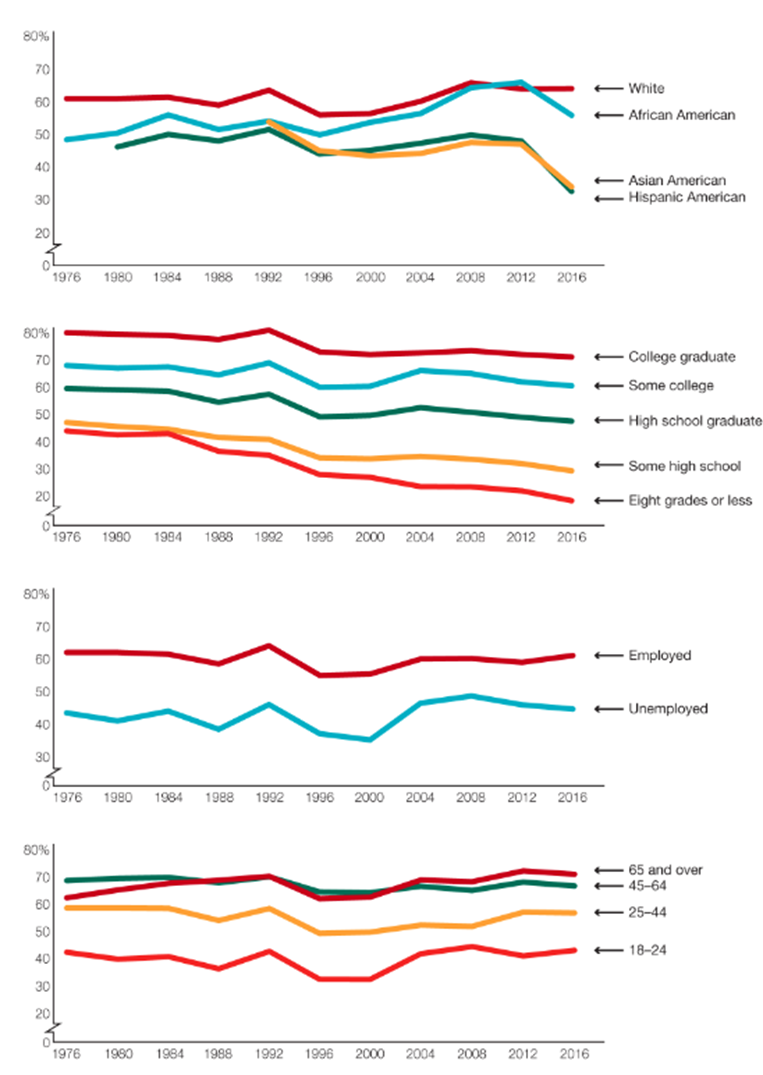 80%
70
60
50
40
30
20
0
White
African American
Asian American
Hispanic American
1976 1980 1984 1988 1992 1996 2000 2004 2008 2012 2016
80%
70
60
50
40
30
20
0
College graduate
Some college
High school graduate
Some high school
Eight grades or less
1976 1980 1984 1988 1992 1996 2000 2004 2008 2012 2016
80%
70
60
50
40
30
0
Employed
Unemployed
1976 1980 1984 1988 1992 1996 2000 2004 2008 2012 2016
80%
70
60
50
40
30
20
0
65 and over
45–64
25–44
18–24
1976 1980 1984 1988 1992 1996 2000 2004 2008 2012 2016